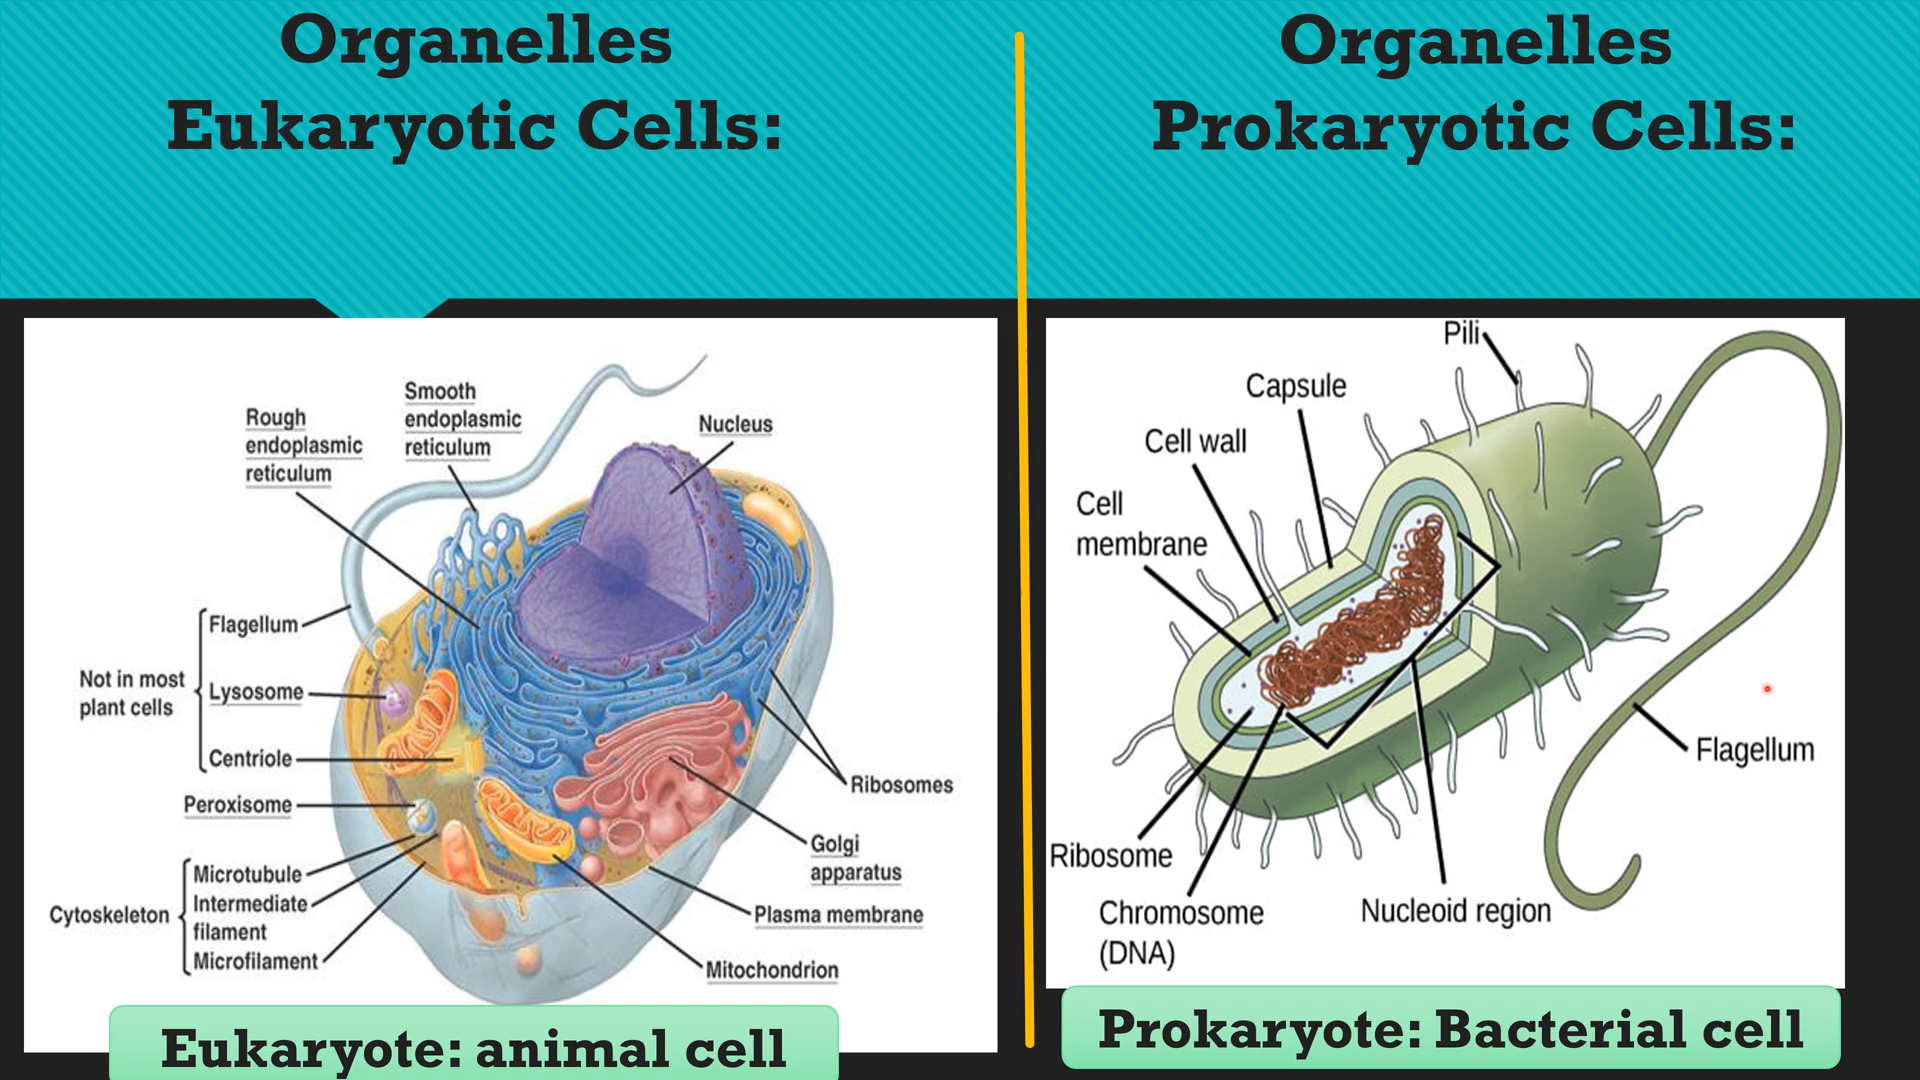 Organelles
Eukaryotic Cells:
Rough
endoplasmic
reticulum
Smooth
endoplasmic
reticulum
Nucleus
Flagellum
Not in most
plant cells
Lysosome
Centriole
Peroxisome
Cytoskeleton
Microtubule
Intermediate
filament
Microfilament
Ribosomes
Golgi
apparatus
Plasma membrane
Mitochondrion
Eukaryote: animal cell
Organelles
Prokaryotic Cells:
Pili
Capsule
Cell wall
Cell
membrane
Flagellum
Ribosome
Chromosome
(DNA)
Nucleoid region
Prokaryote: Bacterial cell